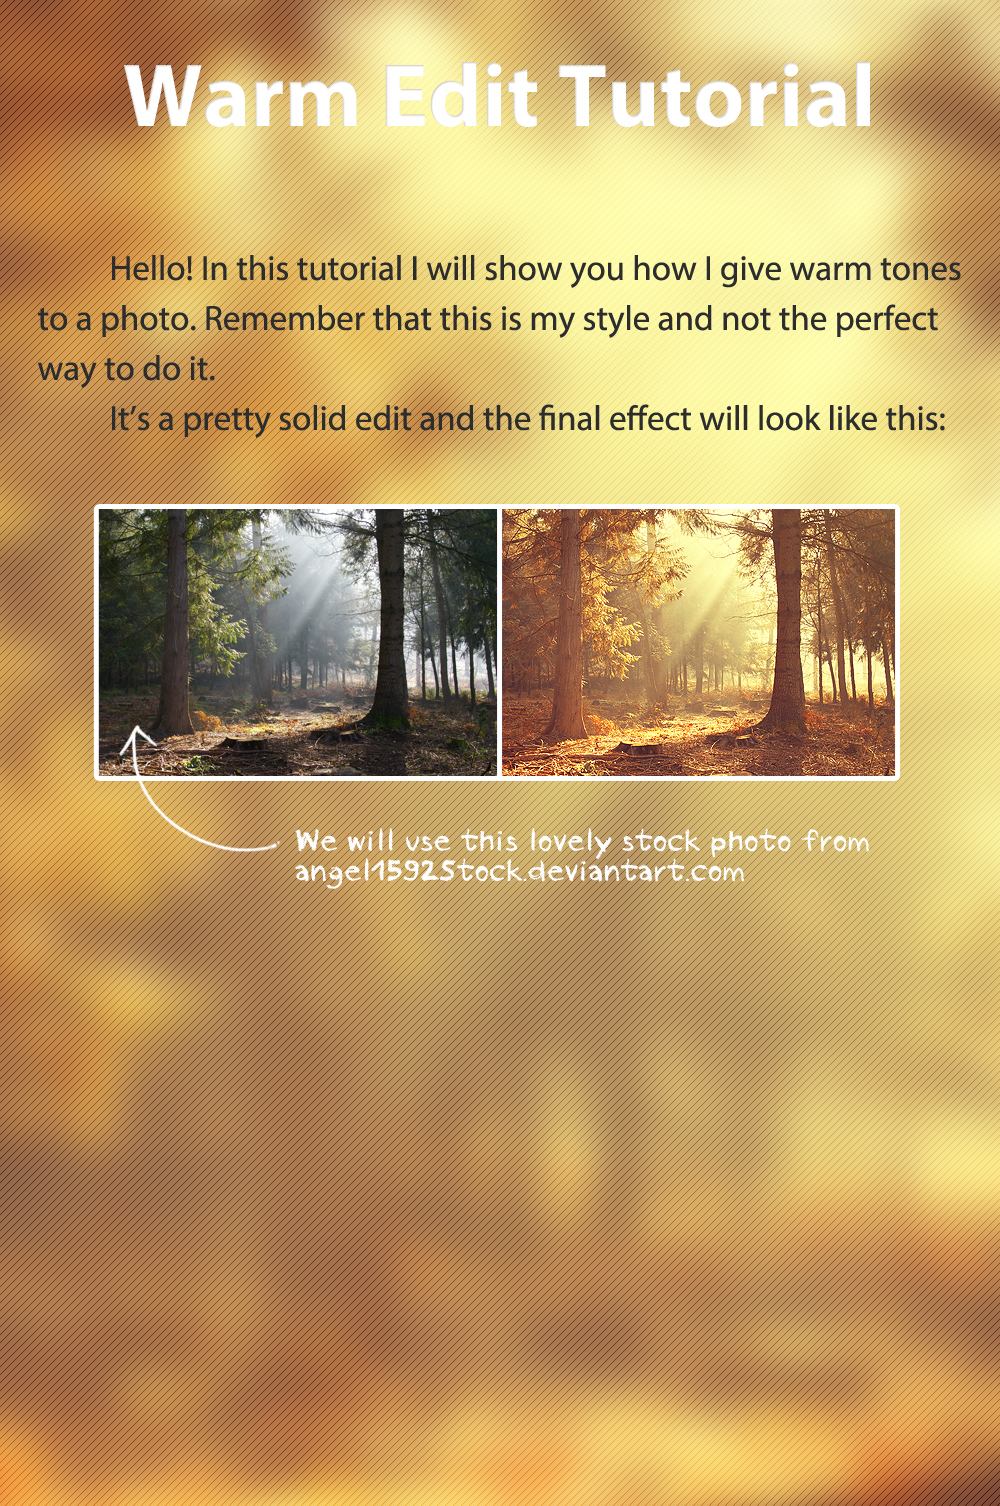 Warm Edit Tutorial
Hello! In this tutorial I will show you how I give warm tones
to a photo. Remember that this is my style and not the perfect
way to do it.
It’s a pretty solid edit and the final effect will look like this:
We will use this lovely stock photo from
angel1592Stock.deviantart.com